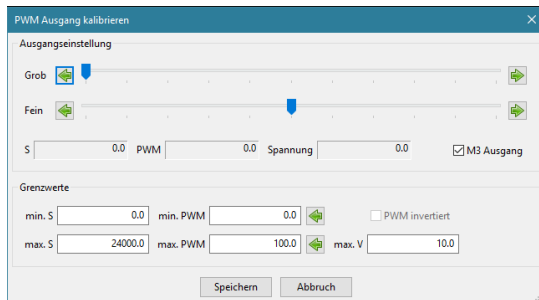 PWM Ausgang kalibrieren
Ausgangseinstellung
Grob
Fein
S 0.0 PWM 0.0 Spannung 0.0 M3 Ausgang
Grenzwerte
min. S 0.0 min. PWM 0.0 PWM invertiert
max. S 24000.0 max. PWM 100.0 max. V 10.0
Speichern Abbruch